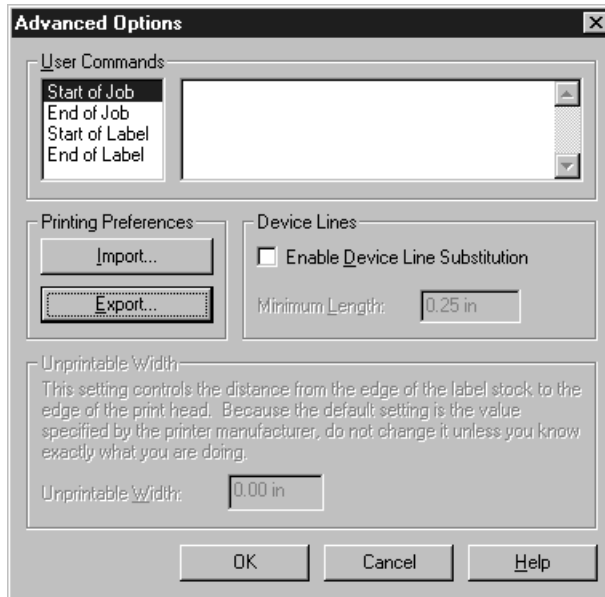 Advanced Options
User Commands
Start of Job
End of Job
Start of Label
End of Label
Printing Preferences
Import...
Export...
Device Lines
Enable Device Line Substitution
Minimum Length:
0.25 in
Unprintable Width
This setting controls the distance from the edge of the label stock to the
edge of the print head. Because the default setting is the value
specified by the printer manufacturer, do not change it unless you know
exactly what you are doing.
Unprintable Width:
0.00 in
OK
Cancel
Help